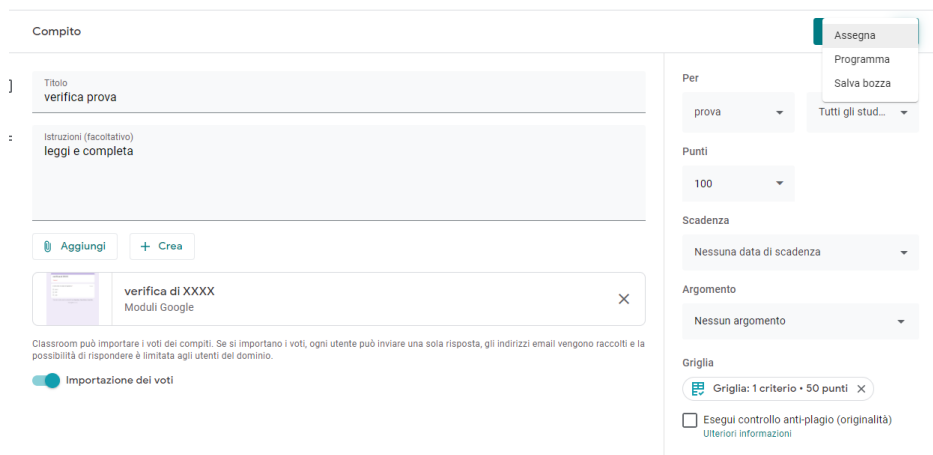 Compito
Assegna
Programma
Salva bozza
Titolo
verifica prova
Istruzioni (facoltativo)
leggi e completa
Aggiungi
Crea
verifica di XXXX
Moduli Google
Classroom può importare i voti dei compiti. Se si importano i voti, ogni utente può inviare una sola risposta, gli indirizzi email vengono raccolti e la
possibilità di rispondere è limitata agli utenti del dominio.
Importazione dei voti
Per
prova
Tutti gli stud...
Punti
100
Scadenza
Nessuna data di scadenza
Argomento
Nessun argomento
Griglia
Griglia: 1 criterio • 50 punti
Esegui controllo anti-plagio (originalità)
Ulteriori informazioni